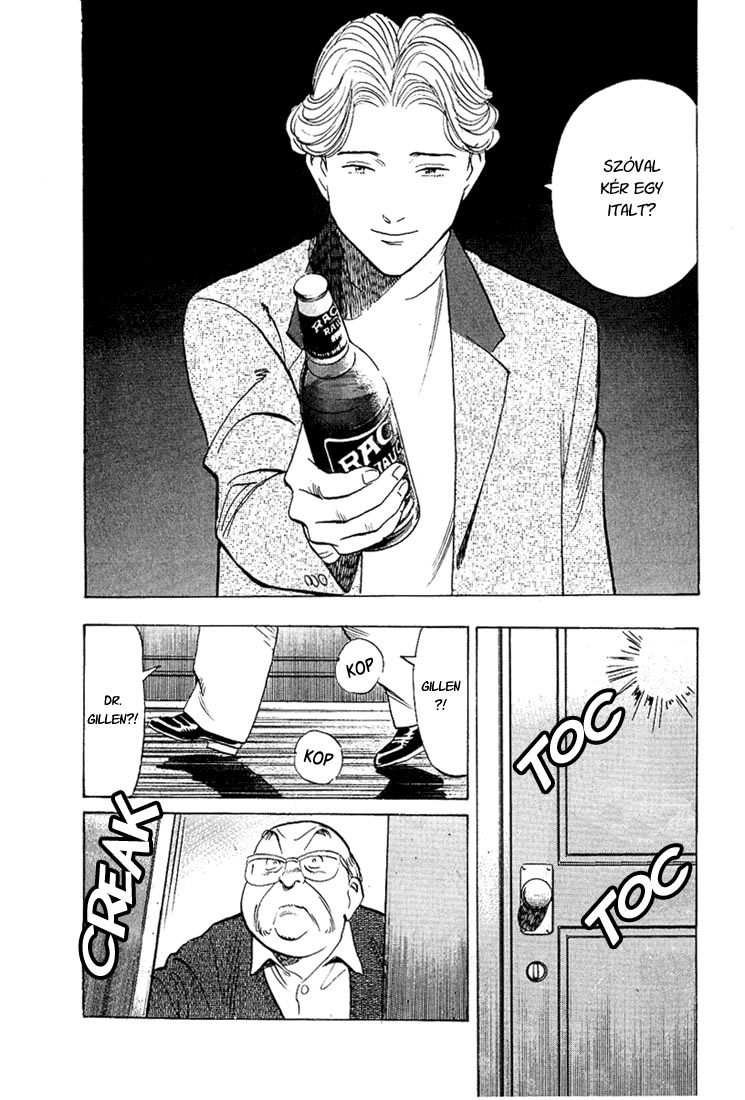 SZÓVAL
KÉR EGY
ITALT?
TOC
TOC
GILLEN
?!
KOP
KOP
DR.
GILLEN?!
CREAK